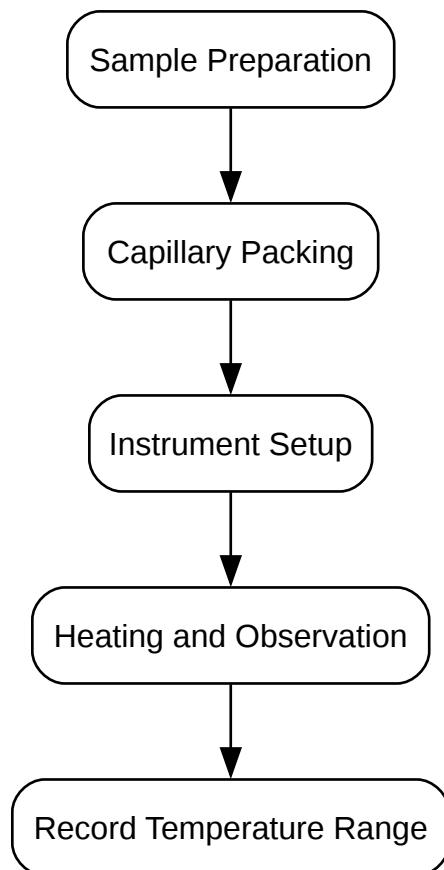 Sample Preparation
Capillary Packing
Instrument Setup
Heating and Observation
Record Temperature Range